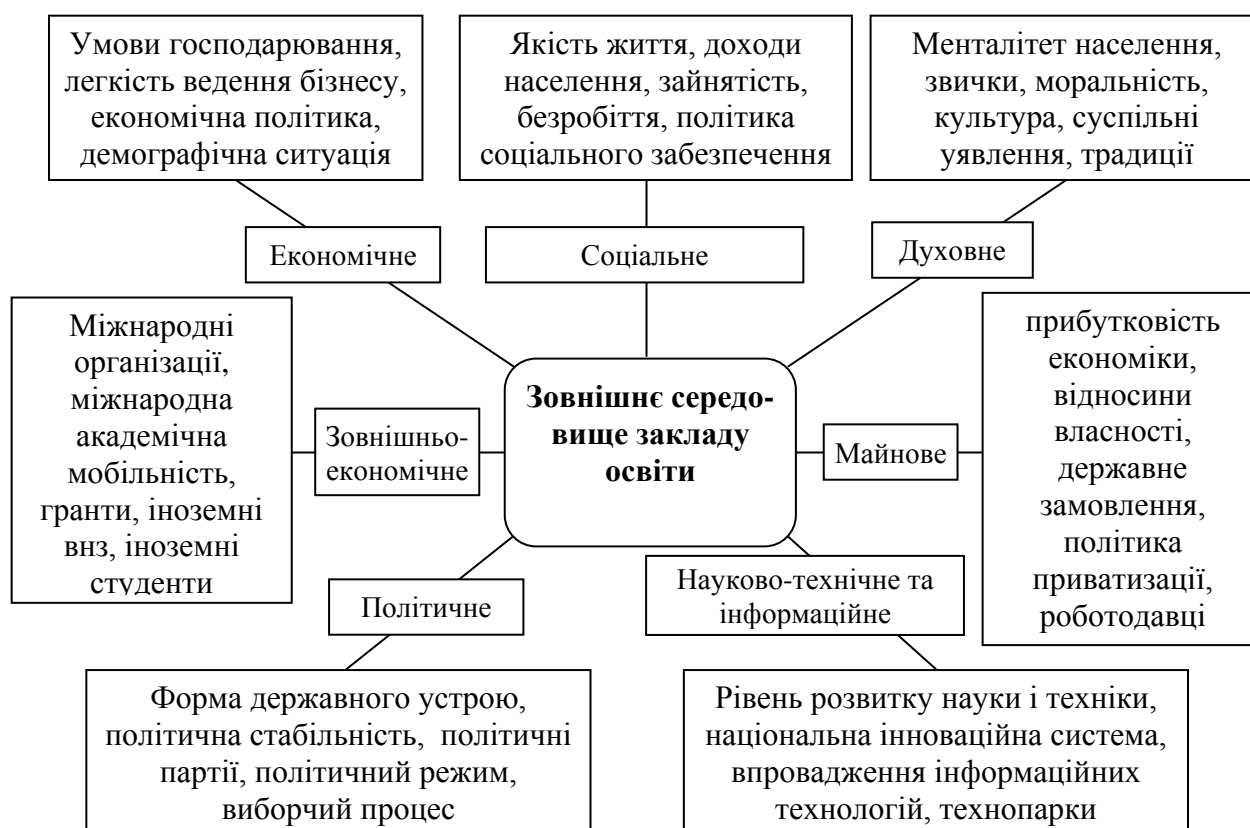 Умови господарювання,
легкість ведення бізнесу,
економічна політика,
демографічна ситуація
Якість життя, доходи
населення, зайнятість,
безробіття, політика
соціального забезпечення
Менталітет населення,
звички, моральність,
культура, суспільні
уявлення, традиції
Економічне
Соціальне
Духовне
Міжнародні
організації,
міжнародна
академічна
мобільність,
гранти, іноземні
внз, іноземні
студенти
Зовнішньо-
економічне
Зовнішнє середо-
вище закладу
освіти
Майнове
прибутковість
економіки,
відносини
власності,
державне
замовлення,
політика
приватизації,
роботодавці
Політичне
Науково-технічне та
інформаційне
Форма державного устрою,
політична стабільність, політичні
партії, політичний режим,
виборчий процес
Рівень розвитку науки і техніки,
національна інноваційна система,
впровадження інформаційних
технологій, технопарки